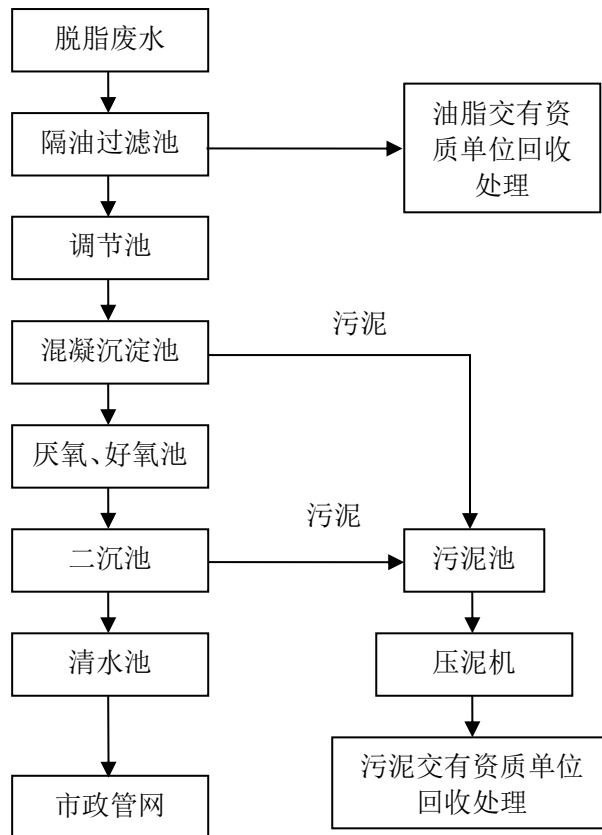 脱脂废水
隔油过滤池
油脂交有资
质单位回收
处理
调节池
混凝沉淀池
污泥
厌氧、好氧池
二沉池
污泥
污泥池
清水池
压泥机
市政管网
污泥交有资质单位
回收处理